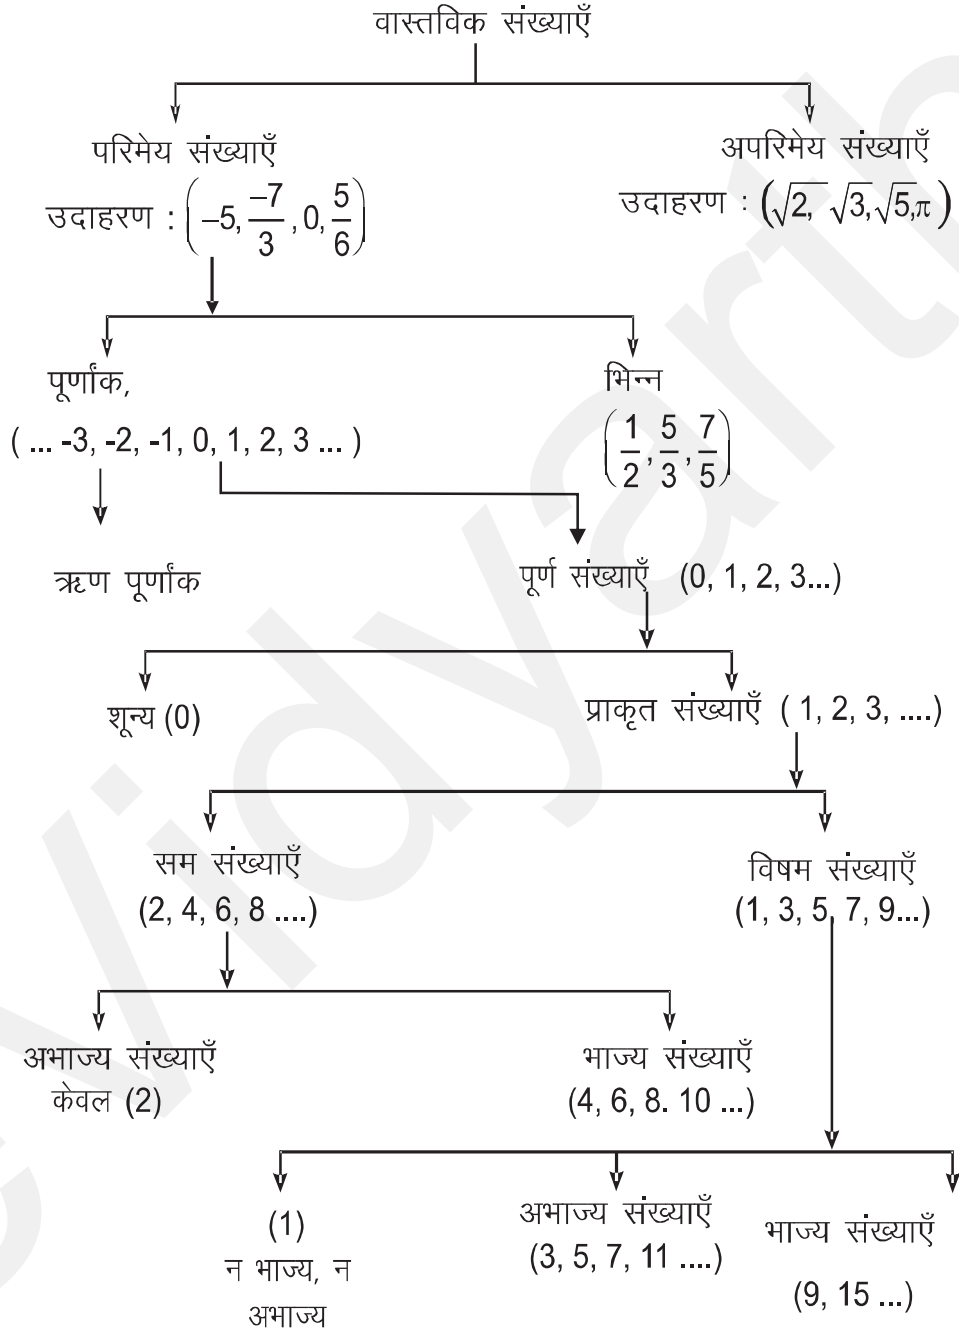 वास्तविक संख्याएँ
परिमेय संख्याएँ
अपरिमेय संख्याएँ
उदाहरण : (–5, –7/3, 0, 5/6)
उदाहरण : (√2, √3, √5, π)
पूर्णांक,
भिन्न
( ... -3, -2, -1, 0, 1, 2, 3 ... )
(1/2, 5/3, 7/5)
ऋण पूर्णांक
पूर्ण संख्याएँ (0, 1, 2, 3...)
शून्य (0)
प्राकृत संख्याएँ ( 1, 2, 3, ....)
सम संख्याएँ
(2, 4, 6, 8 ....)
विषम संख्याएँ
(1, 3, 5, 7, 9...)
अभाज्य संख्याएँ
केवल (2)
भाज्य संख्याएँ
(4, 6, 8. 10 ...)
(1)
न भाज्य, न
अभाज्य
अभाज्य संख्याएँ
(3, 5, 7, 11 ....)
भाज्य संख्याएँ
(9, 15 ...)
eVidyarth